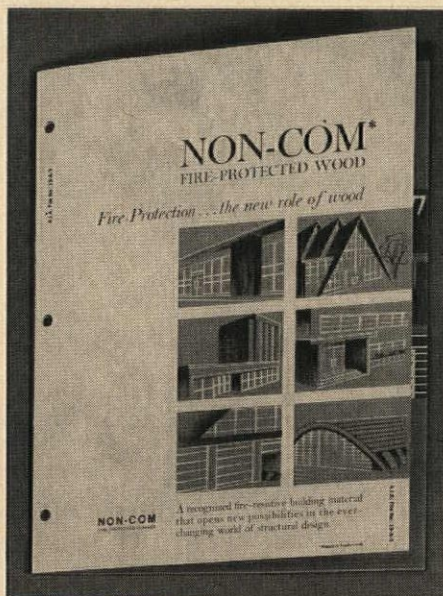 NON-COM*
FIRE-PROTECTED WOOD
Fire Protection...the new role of wood
NON-COM
A recognized fire-resistive building material
that opens new possibilities in the ever-
changing world of structural design.